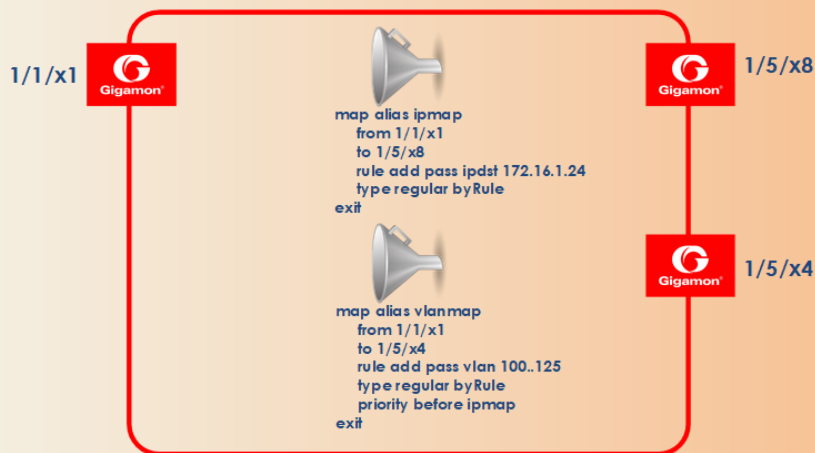 1/1/x1
Gigamon®
map alias ipmap
from 1/1/x1
to 1/5/x8
rule add pass ipdst 172.16.1.24
type regular byRule
exit
Gigamon®
1/5/x8
map alias vlanmap
from 1/1/x1
to 1/5/x4
rule add pass vlan 100..125
type regular byRule
priority before ipmap
exit
Gigamon®
1/5/x4